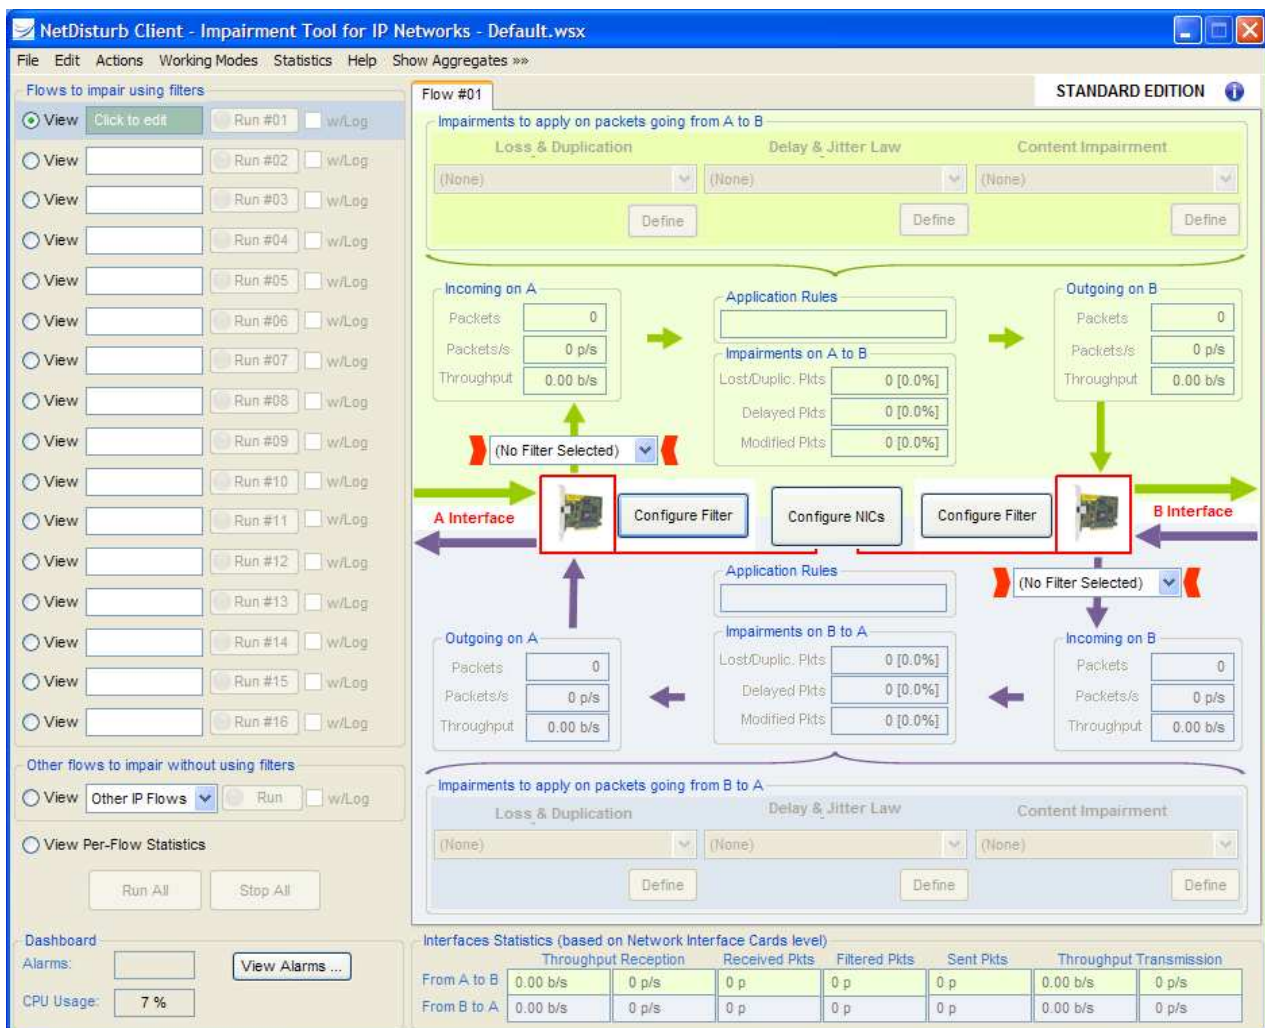 NetDisturb Client - Impairment Tool for IP Networks - Default.wsx
File Edit Actions Working Modes Statistics Help Show Aggregates »»
Flows to impair using filters
View Click to edit Run #01 w/Log
View Run #02 w/Log
View Run #03 w/Log
View Run #04 w/Log
View Run #05 w/Log
View Run #06 w/Log
View Run #07 w/Log
View Run #08 w/Log
View Run #09 w/Log
View Run #10 w/Log
View Run #11 w/Log
View Run #12 w/Log
View Run #13 w/Log
View Run #14 w/Log
View Run #15 w/Log
View Run #16 w/Log
Other flows to impair without using filters
View Other IP Flows Run w/Log
View Per-Flow Statistics
Run All Stop All
Dashboard
Alarms: View Alarms ...
CPU Usage: 7 %
Flow #01 STANDARD EDITION
Impairments to apply on packets going from A to B
Loss & Duplication Delay & Jitter Law Content Impairment
(None) (None) (None)
Define Define Define
Incoming on A
Packets 0
Packets/s 0 p/s
Throughput 0.00 b/s
Application Rules
Impairments on A to B
Lost/Duplic. Pkts 0 [0.0%]
Delayed Pkts 0 [0.0%]
Modified Pkts 0 [0.0%]
Outgoing on B
Packets 0
Packets/s 0 p/s
Throughput 0.00 b/s
(No Filter Selected)
A Interface Configure Filter Configure NICs Configure Filter B Interface
(No Filter Selected)
Outgoing on A
Packets 0
Packets/s 0 p/s
Throughput 0.00 b/s
Application Rules
Impairments on B to A
Lost/Duplic. Pkts 0 [0.0%]
Delayed Pkts 0 [0.0%]
Modified Pkts 0 [0.0%]
Incoming on B
Packets 0
Packets/s 0 p/s
Throughput 0.00 b/s
Impairments to apply on packets going from B to A
Loss & Duplication Delay & Jitter Law Content Impairment
(None) (None) (None)
Define Define Define
Interfaces Statistics (based on Network Interface Cards level)
Throughput Reception Received Pkts Filtered Pkts Sent Pkts Throughput Transmission
From A to B 0.00 b/s 0 p/s 0 p 0 p 0 p 0.00 b/s 0 p/s
From B to A 0.00 b/s 0 p/s 0 p 0 p 0 p 0.00 b/s 0 p/s